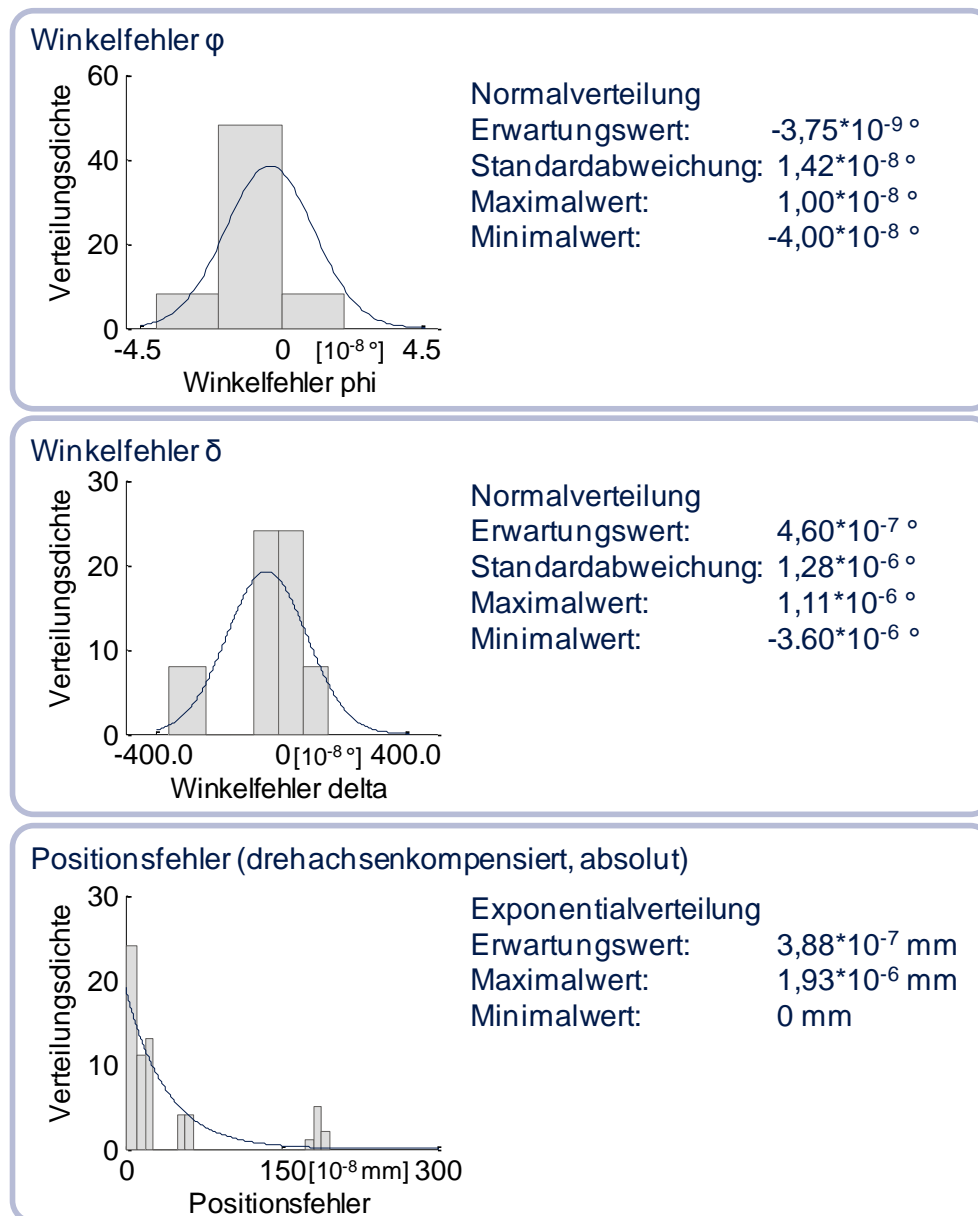 Winkelfehler φ
Verteilungsdichte
60
40
20
0
-4.5
0
[10⁻⁸ °]
4.5
Winkelfehler phi
Normalverteilung
Erwartungswert: -3,75*10⁻⁹ °
Standardabweichung: 1,42*10⁻⁸ °
Maximalwert: 1,00*10⁻⁸ °
Minimalwert: -4,00*10⁻⁸ °
Winkelfehler δ
Verteilungsdichte
30
20
10
0
-400.0
0
[10⁻⁸ °]
400.0
Winkelfehler delta
Normalverteilung
Erwartungswert: 4,60*10⁻⁷ °
Standardabweichung: 1,28*10⁻⁶ °
Maximalwert: 1,11*10⁻⁶ °
Minimalwert: -3.60*10⁻⁶ °
Positionsfehler (drehachsenkompensiert, absolut)
Verteilungsdichte
30
20
10
0
0
150
[10⁻⁸ mm]
300
Positionsfehler
Exponentialverteilung
Erwartungswert: 3,88*10⁻⁷ mm
Maximalwert: 1,93*10⁻⁶ mm
Minimalwert: 0 mm